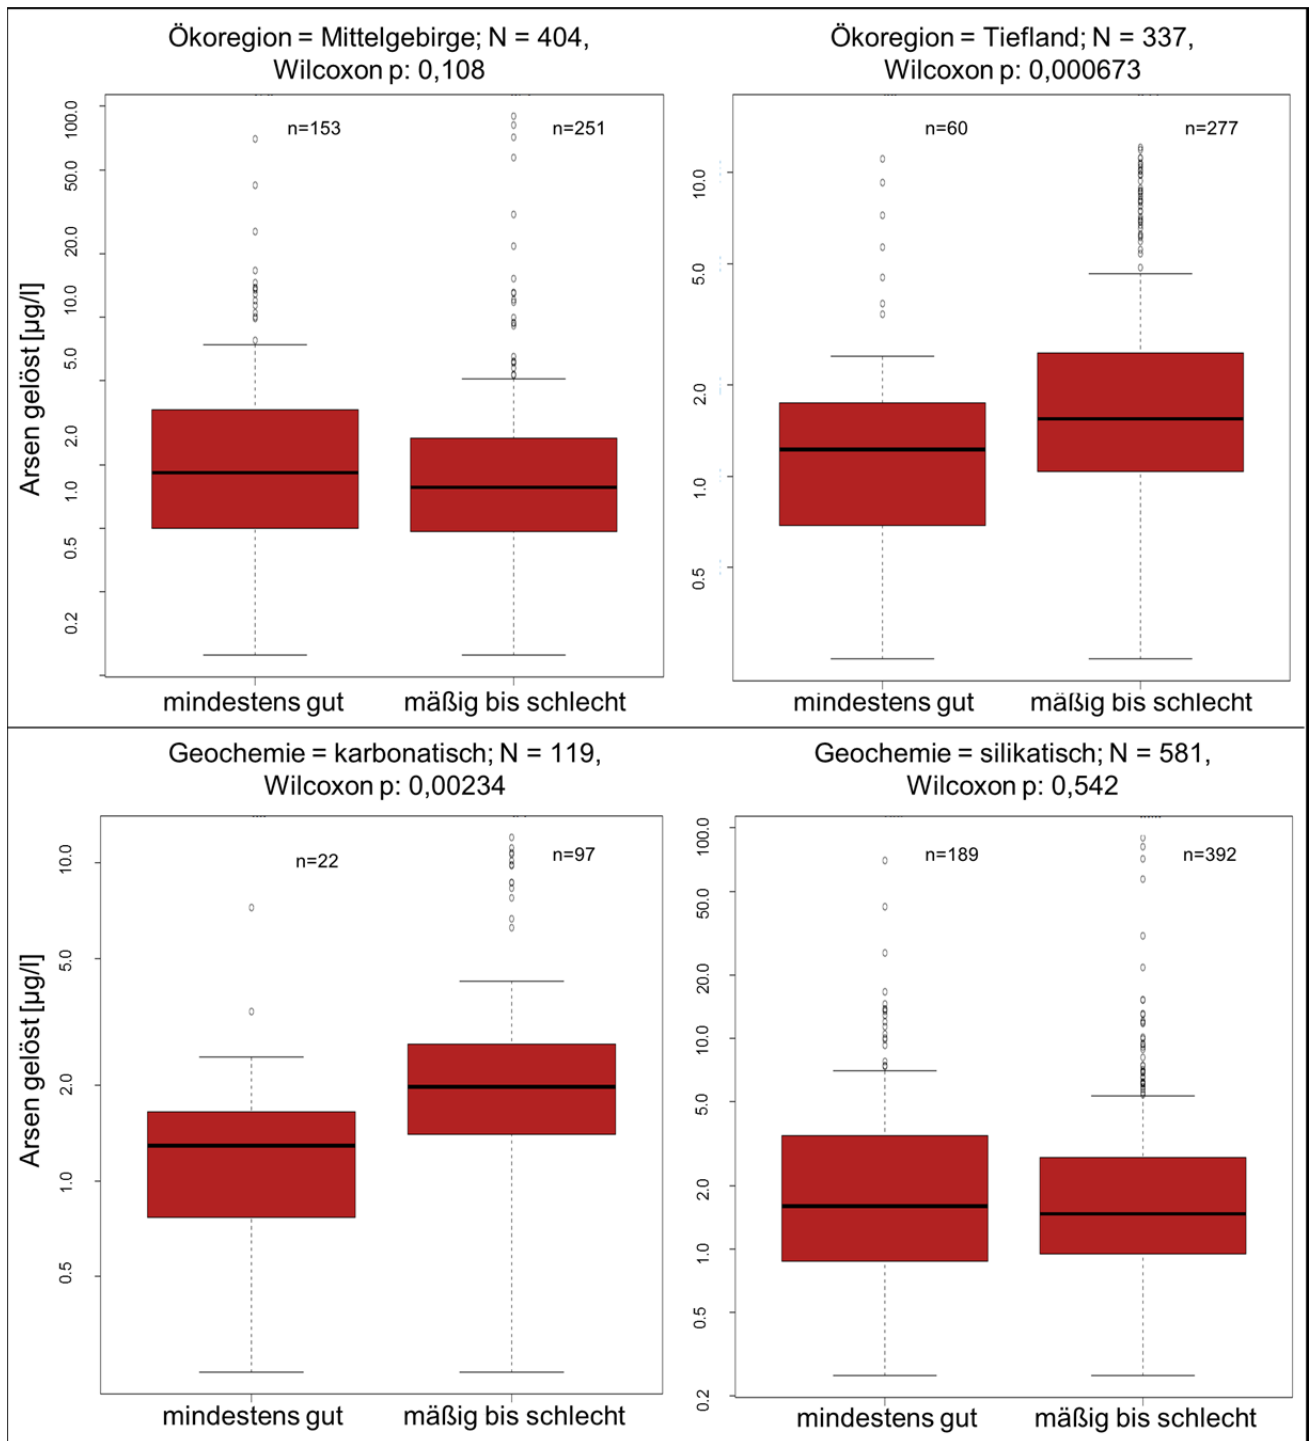 Ökoregion = Mittelgebirge; N = 404,
Wilcoxon p: 0,108
n=153
n=251
Arsen gelöst [µg/l]
100.0
50.0
20.0
10.0
5.0
2.0
1.0
0.5
0.2
mindestens gut
mäßig bis schlecht
Ökoregion = Tiefland; N = 337,
Wilcoxon p: 0,000673
n=60
n=277
10.0
5.0
2.0
1.0
0.5
mindestens gut
mäßig bis schlecht
Geochemie = karbonatisch; N = 119,
Wilcoxon p: 0,00234
n=22
n=97
Arsen gelöst [µg/l]
10.0
5.0
2.0
1.0
0.5
mindestens gut
mäßig bis schlecht
Geochemie = silikatisch; N = 581,
Wilcoxon p: 0,542
n=189
n=392
100.0
50.0
20.0
10.0
5.0
2.0
1.0
0.5
0.2
mindestens gut
mäßig bis schlecht